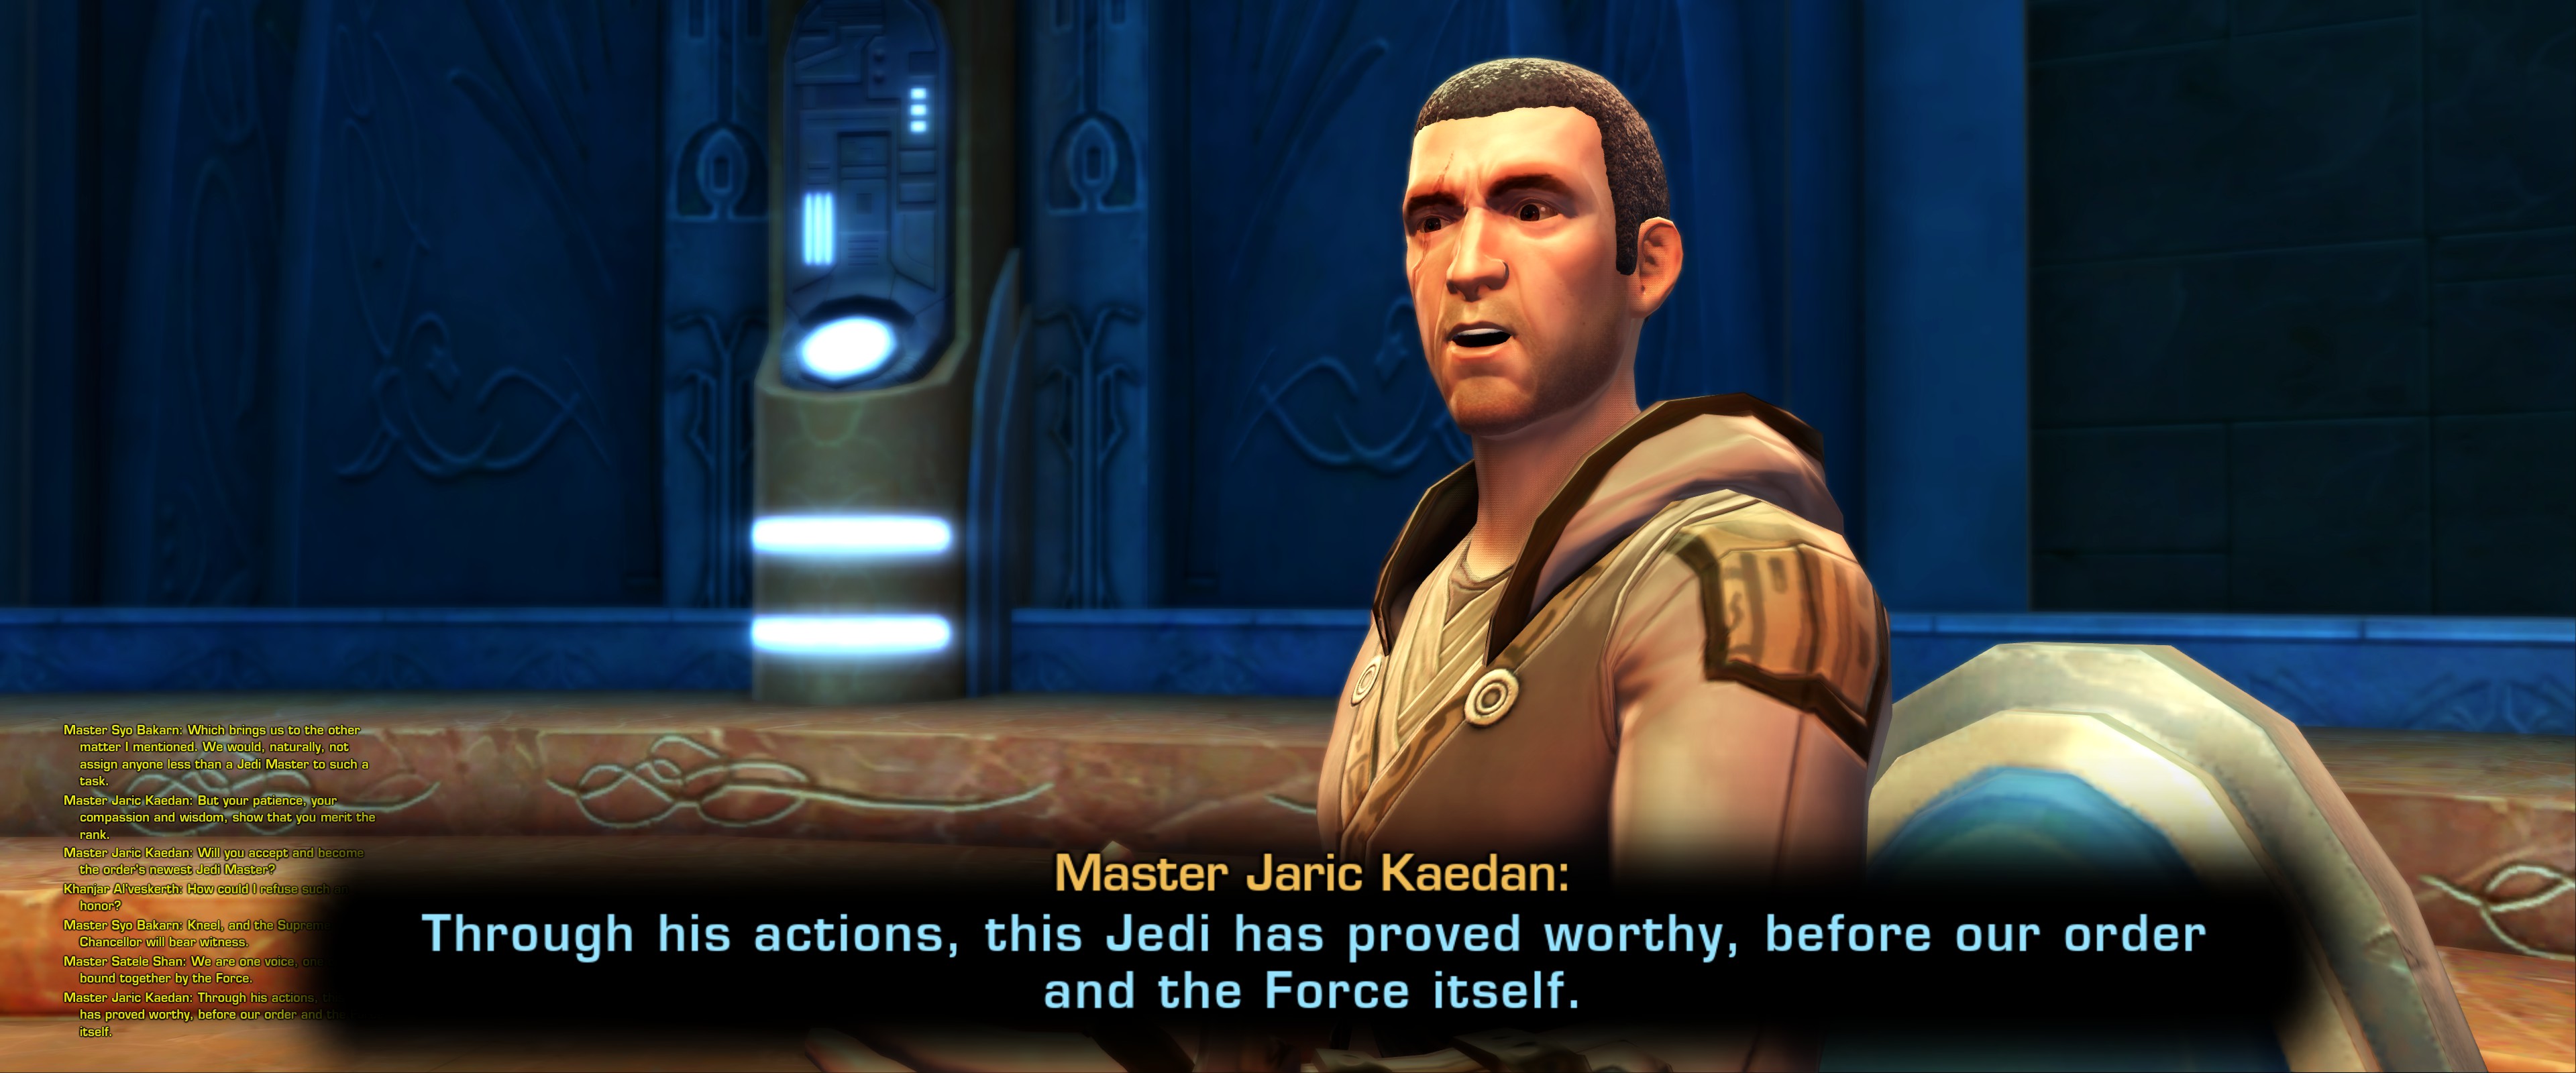 Master Syo Bakarn: Which brings us to the other
matter I mentioned. We would, naturally, not
assign anyone less than a Jedi Master to such a
task.
Master Jaric Kaedan: But your patience, your
compassion and wisdom, show that you merit the
rank.
Master Jaric Kaedan: Will you accept and become
the order's newest Jedi Master?
Khanjar Al'veskerth: How could I refuse such an
honor?
Master Syo Bakarn: Kneel, and the Supreme
Chancellor will bear witness.
Master Satele Shan: We are one voice, one
bound together by the Force.
Master Jaric Kaedan: Through his actions,
has proved worthy, before our order and the
itself.
Master Jaric Kaedan:
Through his actions, this Jedi has proved worthy, before our order
and the Force itself.